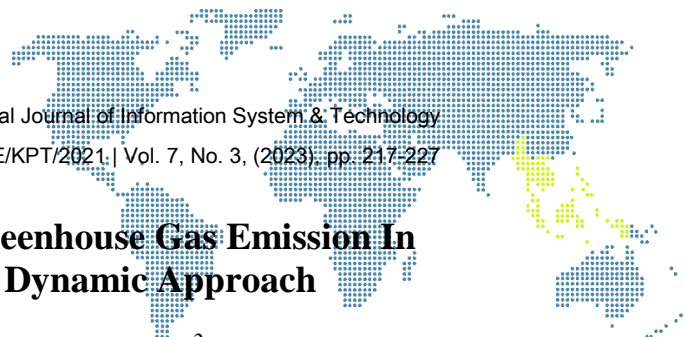 al Journal of Information System & Technology
E/KPT/2021 | Vol. 7, No. 3, (2023), pp. 217-227
eenhouse Gas Emission In
Dynamic Approach
2